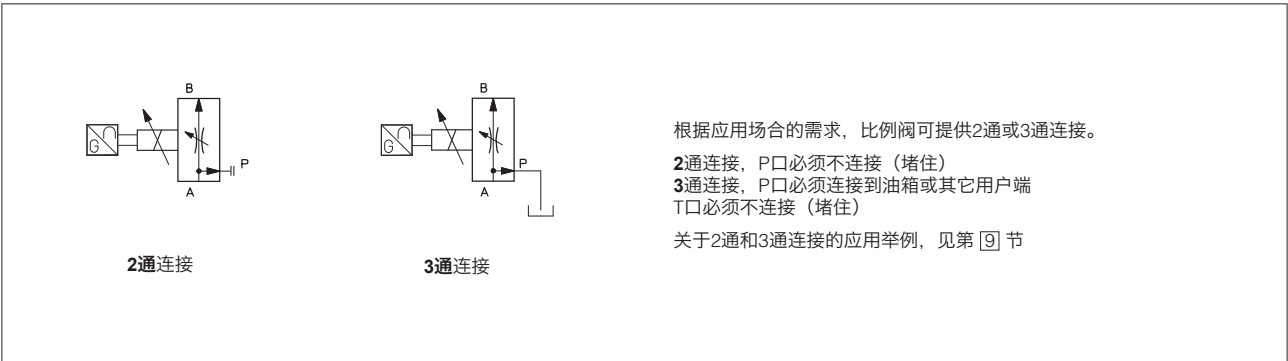 B
G
P
A
2通连接
B
G
P
A
3通连接
根据应用场合的需求，比例阀可提供2通或3通连接。
2通连接，P口必须不连接（堵住）
3通连接，P口必须连接到油箱或其它用户端
T口必须不连接（堵住）
关于2通和3通连接的应用举例，见第 9 节